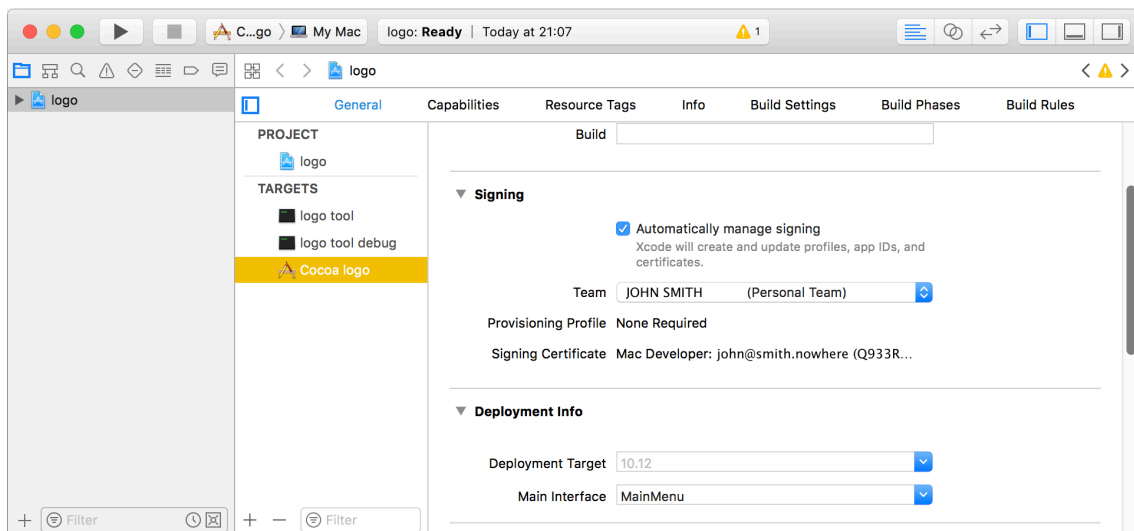 C...go
My Mac
logo: Ready | Today at 21:07
1
logo
logo
General
Capabilities
Resource Tags
Info
Build Settings
Build Phases
Build Rules
PROJECT
logo
TARGETS
logo tool
logo tool debug
Cocoa logo
Build
Signing
Automatically manage signing
Xcode will create and update profiles, app IDs, and
certificates.
Team JOHN SMITH (Personal Team)
Provisioning Profile None Required
Signing Certificate Mac Developer: john@smith.nowhere (Q933R...
Deployment Info
Deployment Target 10.12
Main Interface MainMenu
Filter
Filter